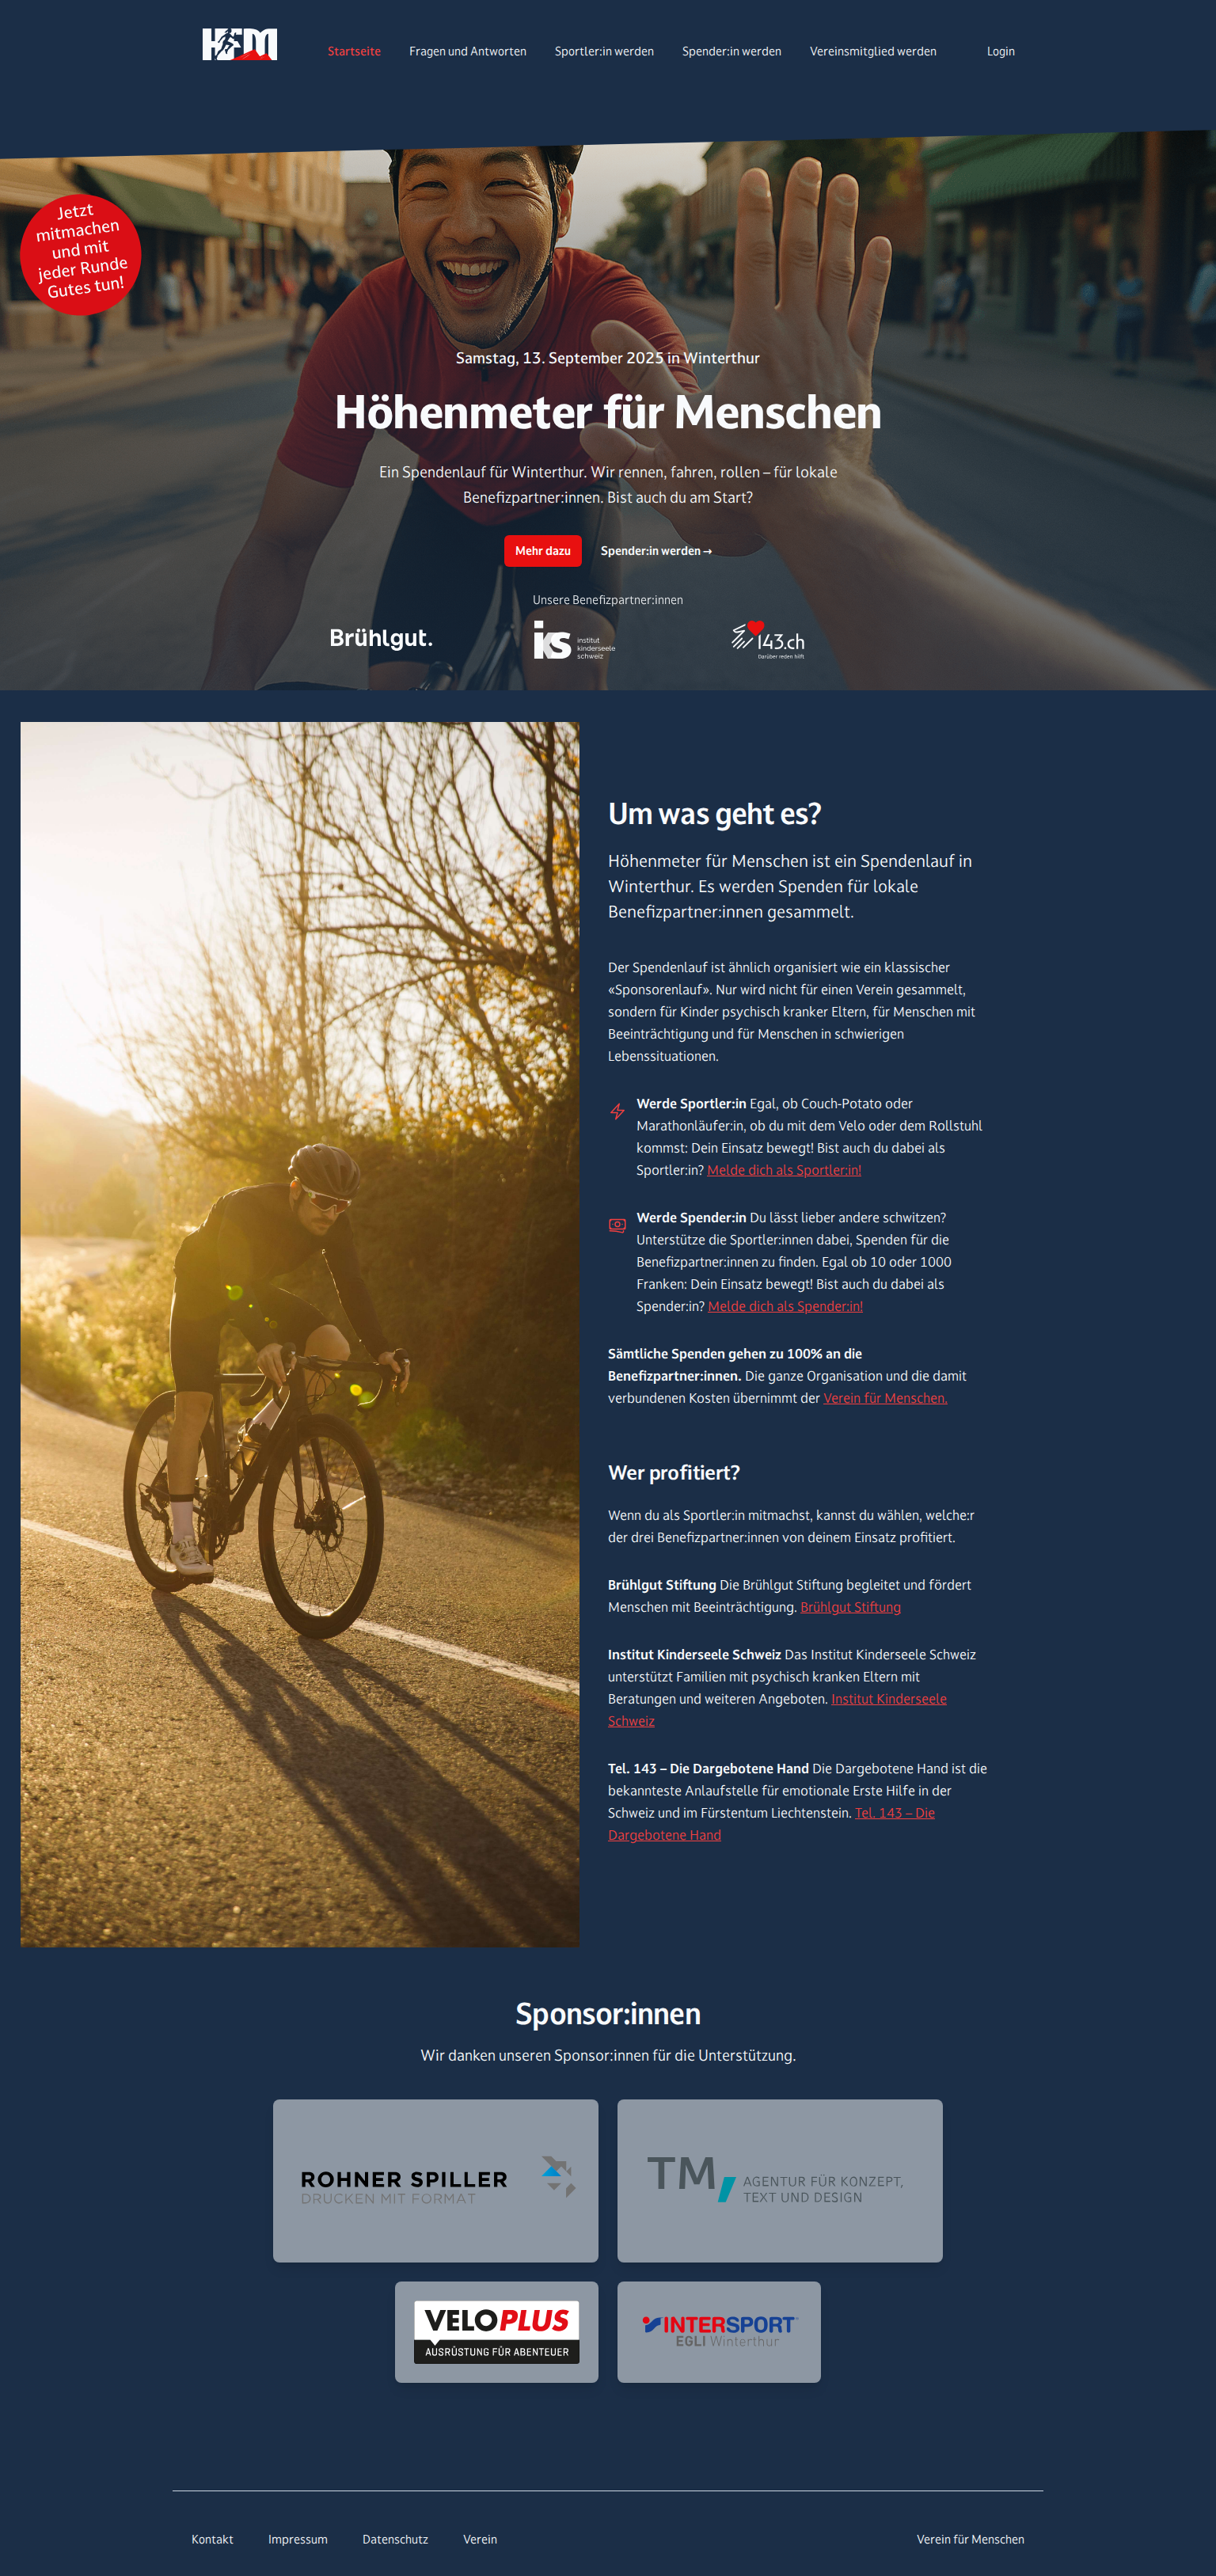 HFM
Startseite
Fragen und Antworten
Sportler:in werden
Spender:in werden
Vereinsmitglied werden
Login
Jetzt
mitmachen
und mit
jeder Runde
Gutes tun!
Samstag, 13. September 2025 in Winterthur
Höhenmeter für Menschen
Ein Spendenlauf für Winterthur. Wir rennen, fahren, rollen – für lokale
Benefizpartner:innen. Bist auch du am Start?
Mehr dazu
Spender:in werden →
Unsere Benefizpartner:innen
Brühlgut.
iks
institut
kinderseele
schweiz
143.ch
Darüber reden hilft
Um was geht es?
Höhenmeter für Menschen ist ein Spendenlauf in
Winterthur. Es werden Spenden für lokale
Benefizpartner:innen gesammelt.
Der Spendenlauf ist ähnlich organisiert wie ein klassischer
«Sponsorenlauf». Nur wird nicht für einen Verein gesammelt,
sondern für Kinder psychisch kranker Eltern, für Menschen mit
Beeinträchtigung und für Menschen in schwierigen
Lebenssituationen.
Werde Sportler:in Egal, ob Couch-Potato oder
Marathonläufer:in, ob du mit dem Velo oder dem Rollstuhl
kommst: Dein Einsatz bewegt! Bist auch du dabei als
Sportler:in? Melde dich als Sportler:in!
Werde Spender:in Du lässt lieber andere schwitzen?
Unterstütze die Sportler:innen dabei, Spenden für die
Benefizpartner:innen zu finden. Egal ob 10 oder 1000
Franken: Dein Einsatz bewegt! Bist auch du dabei als
Spender:in? Melde dich als Spender:in!
Sämtliche Spenden gehen zu 100% an die
Benefizpartner:innen. Die ganze Organisation und die damit
verbundenen Kosten übernimmt der Verein für Menschen.
Wer profitiert?
Wenn du als Sportler:in mitmachst, kannst du wählen, welche:r
der drei Benefizpartner:innen von deinem Einsatz profitiert.
Brühlgut Stiftung Die Brühlgut Stiftung begleitet und fördert
Menschen mit Beeinträchtigung. Brühlgut Stiftung
Institut Kinderseele Schweiz Das Institut Kinderseele Schweiz
unterstützt Familien mit psychisch kranken Eltern mit
Beratungen und weiteren Angeboten. Institut Kinderseele
Schweiz
Tel. 143 – Die Dargebotene Hand Die Dargebotene Hand ist die
bekannteste Anlaufstelle für emotionale Erste Hilfe in der
Schweiz und im Fürstentum Liechtenstein. Tel. 143 – Die
Dargebotene Hand
Sponsor:innen
Wir danken unseren Sponsor:innen für die Unterstützung.
ROHNER SPILLER
DRUCKEN MIT FORMAT
TM,
AGENTUR FÜR KONZEPT,
TEXT UND DESIGN
VELOPLUS
AUSRÜSTUNG FÜR ABENTEUER
INTERSPORT
EGLI Winterthur
Kontakt
Impressum
Datenschutz
Verein
Verein für Menschen